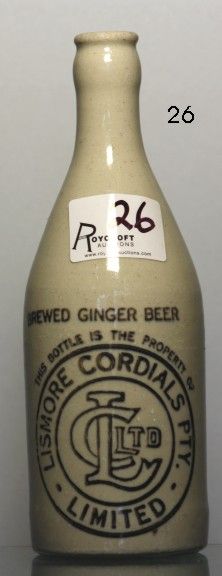 26
26
ROYCROFT
AUCTIONS
BREWED GINGER BEER
THIS BOTTLE IS THE PROPERTY OF
LISMORE CORDIALS PTY.
LC LTD
· LIMITED ·